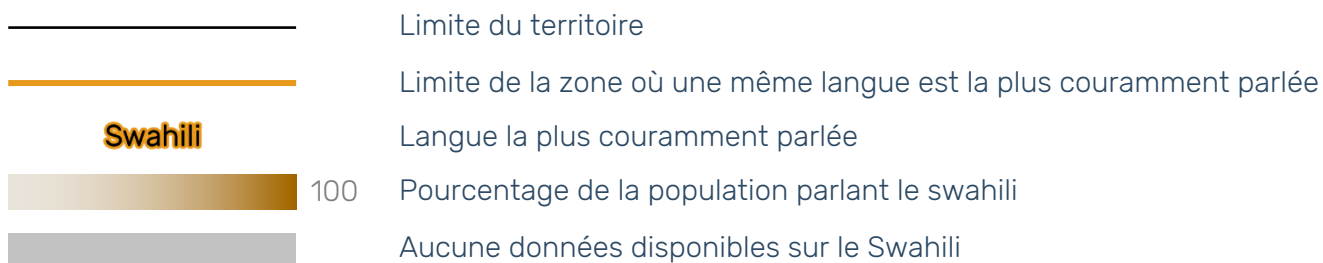 Limite du territoire
Limite de la zone où une même langue est la plus couramment parlée
Swahili Langue la plus couramment parlée
100 Pourcentage de la population parlant le swahili
Aucune données disponibles sur le Swahili